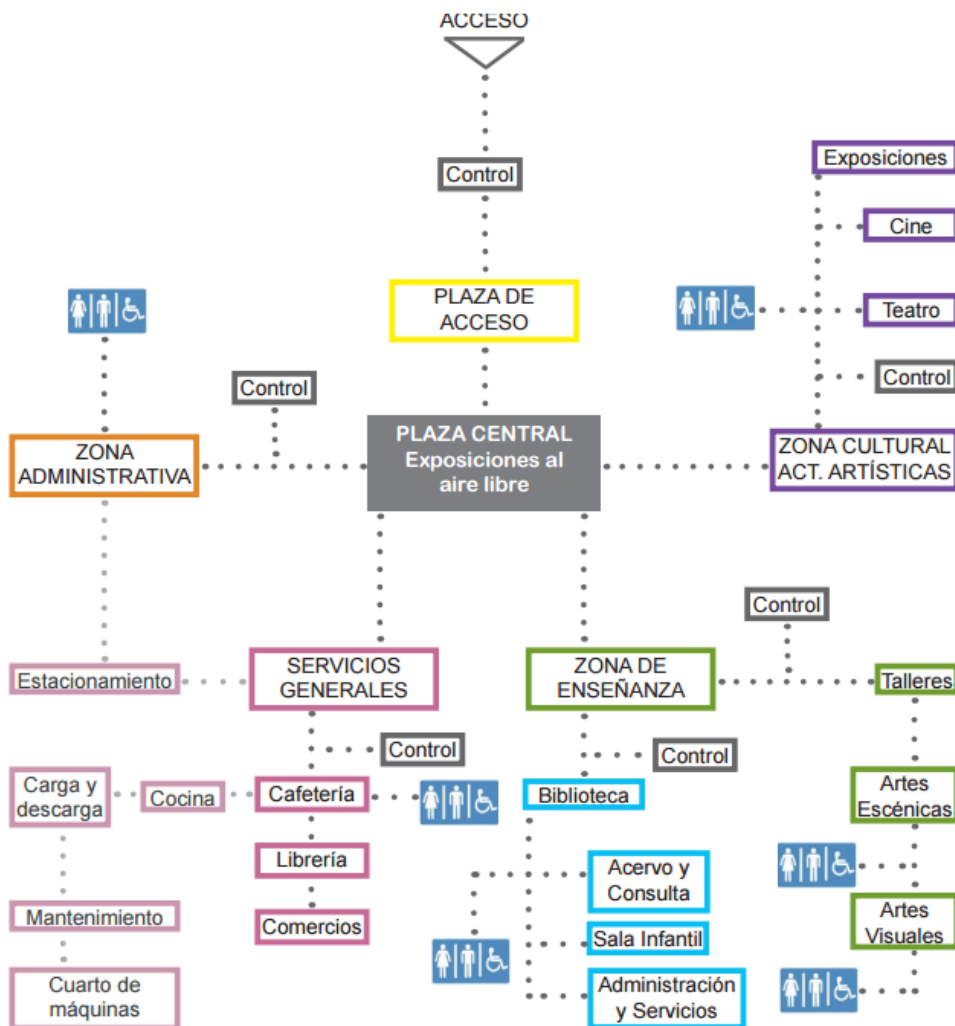 ACCESO
Control
Exposiciones
Cine
PLAZA DE
ACCESO
Teatro
Control
Control
ZONA
ADMINISTRATIVA
PLAZA CENTRAL
Exposiciones al
aire libre
ZONA CULTURAL
ACT. ARTÍSTICAS
Control
Estacionamiento
SERVICIOS
GENERALES
ZONA DE
ENSEÑANZA
Talleres
Control
Control
Carga y
descarga
Cocina
Cafetería
Biblioteca
Artes
Escénicas
Librería
Acervo y
Consulta
Mantenimiento
Comercios
Sala Infantil
Artes
Visuales
Cuarto de
máquinas
Administración
y Servicios